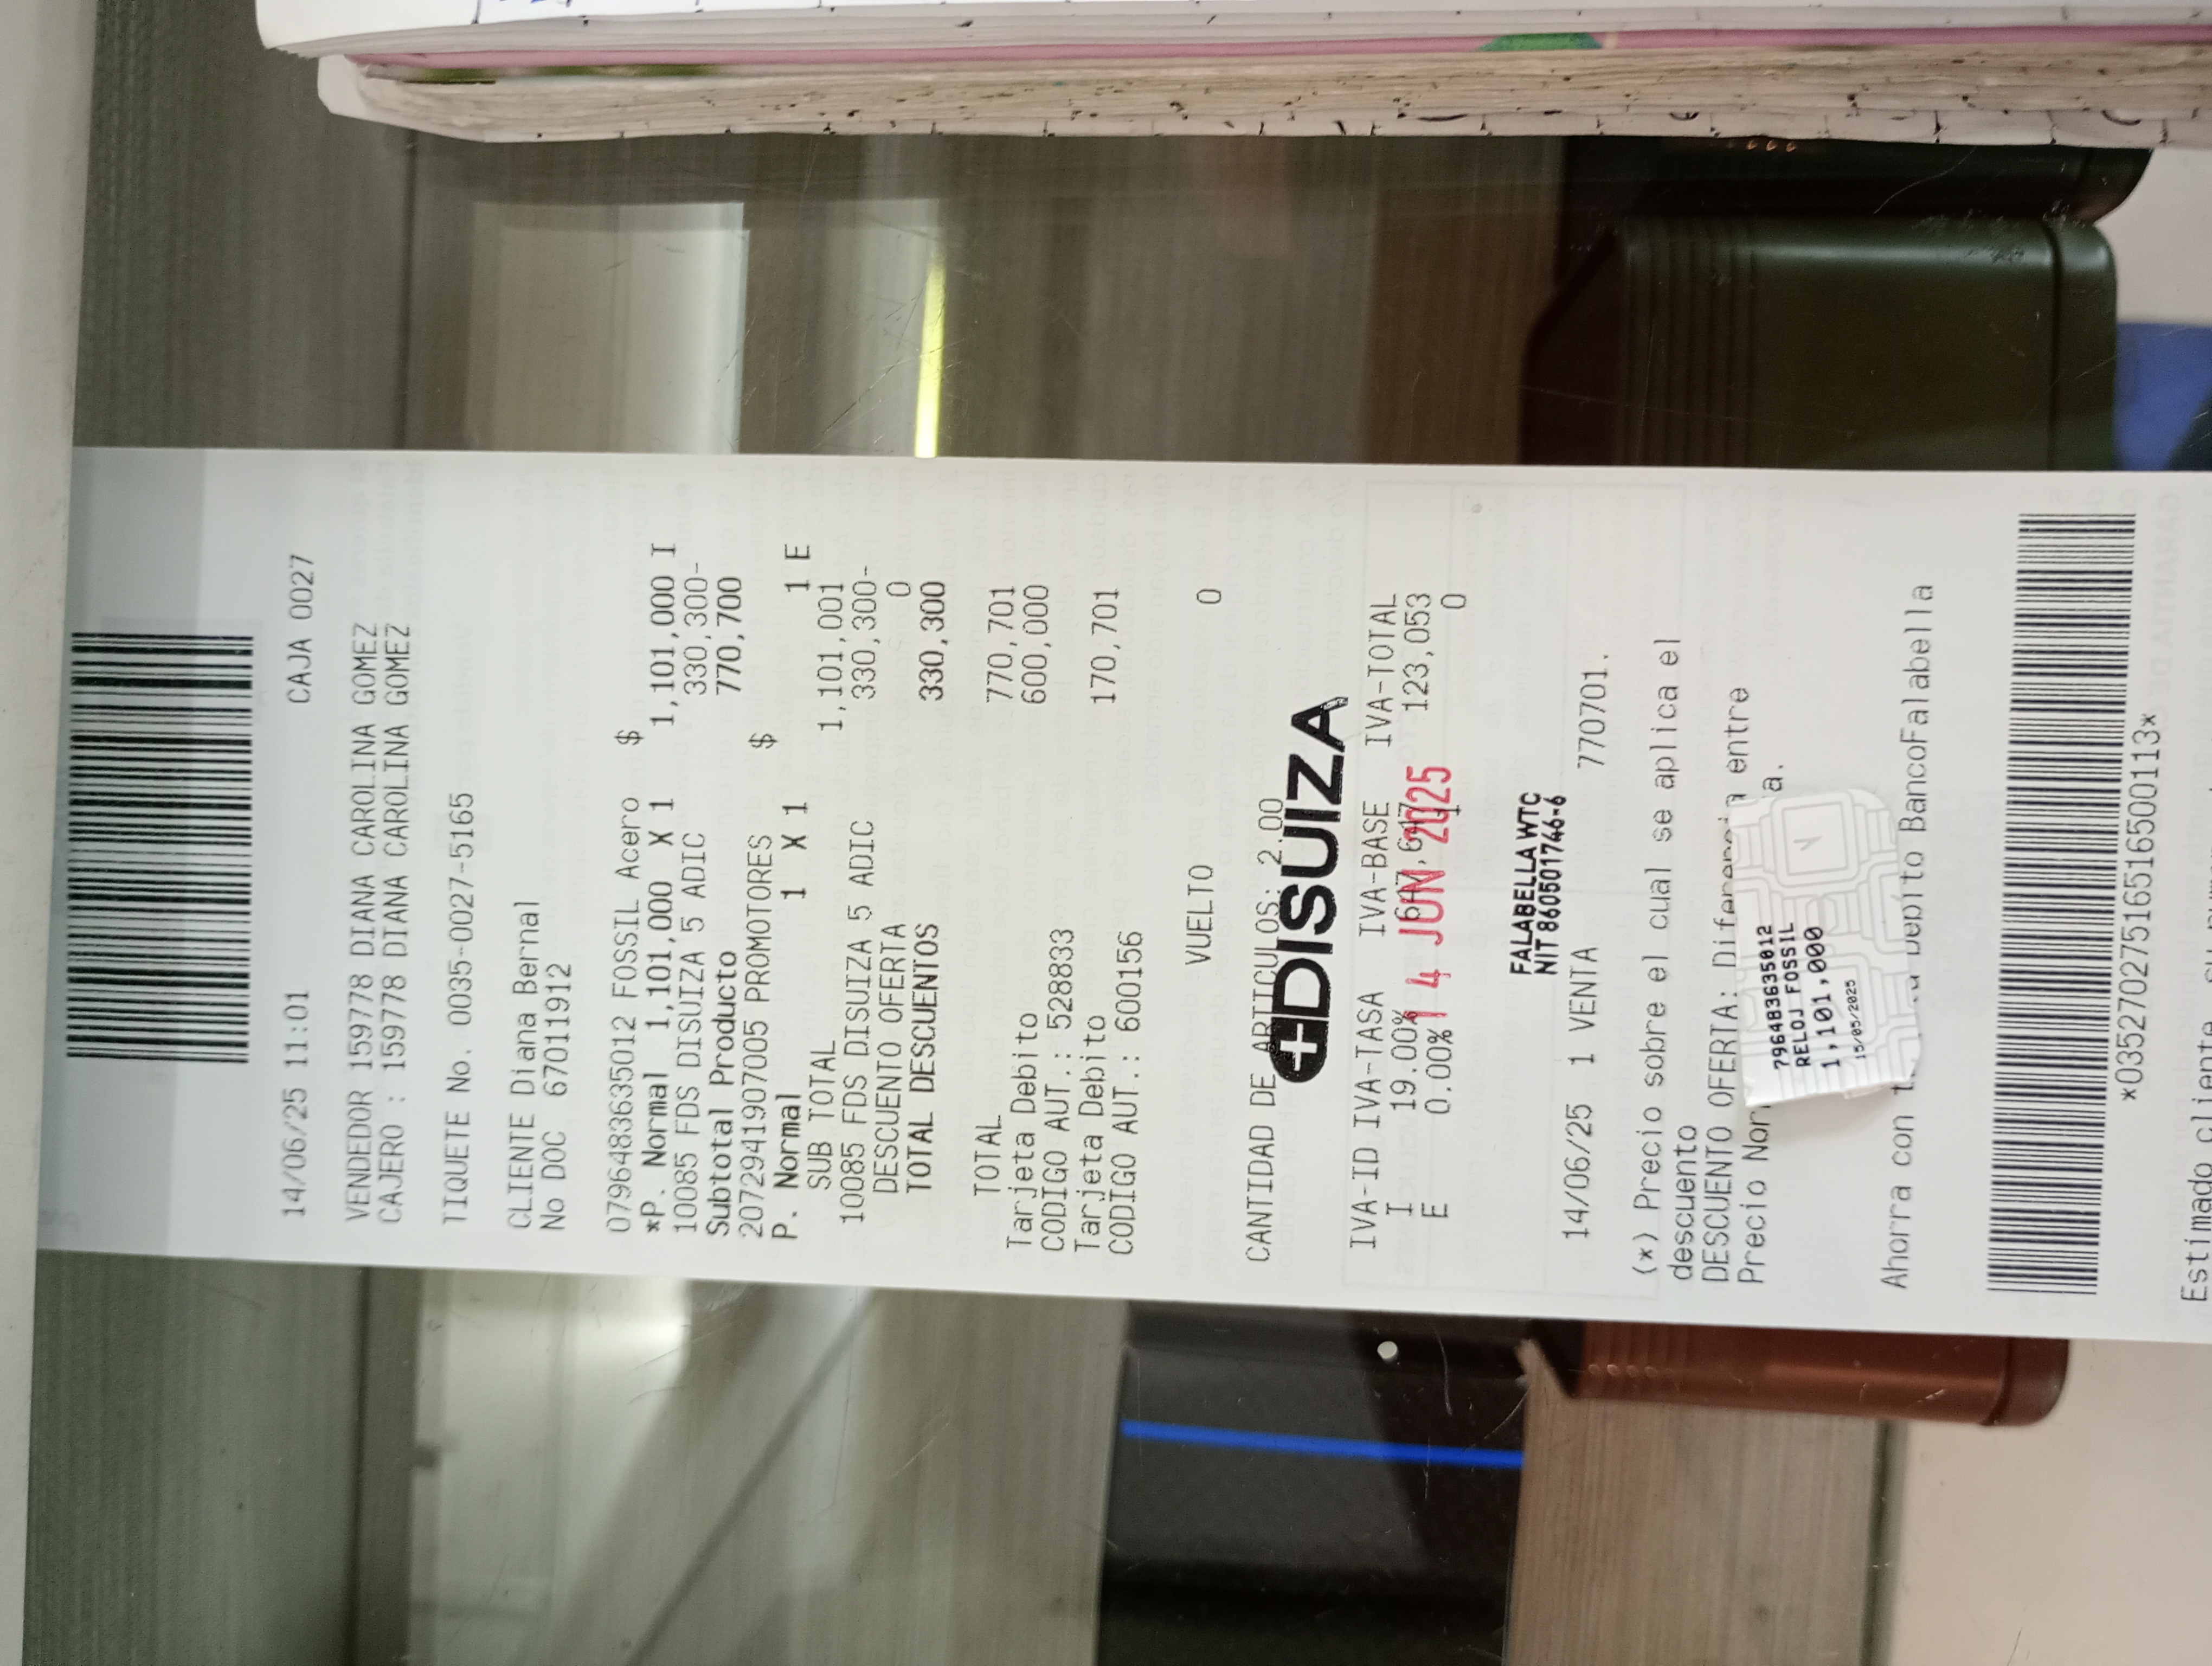 14/06/25 11:01 CAJA 0027
VENDEDOR 159778 DIANA CAROLINA GOMEZ
CAJERO : 159778 DIANA CAROLINA GOMEZ
TIQUETE No. 0035-0027-5165
CLIENTE Diana Bernal
No DOC 67011912
0796483635012 FOSSIL Acero $
*P. Normal 1,101,000 X 1 1,101,000 I
10085 FDS DISUIZA 5 ADIC 330,300-
Subtotal Producto 770,700
2072941907005 PROMOTORES $
P. Normal 1 X 1 1 E
SUB TOTAL 1,101,001
10085 FDS DISUIZA 5 ADIC 330,300-
DESCUENTO OFERTA 0
TOTAL DESCUENTOS 330,300
TOTAL 770,701
Tarjeta Debito 600,000
CODIGO AUT.: 528833
Tarjeta Debito 170,701
CODIGO AUT.: 600156
VUELTO 0
CANTIDAD DE ARTICULOS: 2.00
DISUIZA
IVA-ID IVA-TASA IVA-BASE IVA-TOTAL
I 19.00% 647,647 123,053
E 0.00% 1 0
14 JUN 2025
FALABELLA WTC
NIT 860501746-6
14/06/25 1 VENTA 770701.
(*) Precio sobre el cual se aplica el
descuento
DESCUENTO OFERTA: Diferencia entre
Precio
796483635012
RELOJ FOSSIL
1,101,000
15/05/2025
Ahorra con Debito BancoFalabella
*035270275165165001​13*
Estimado cliente